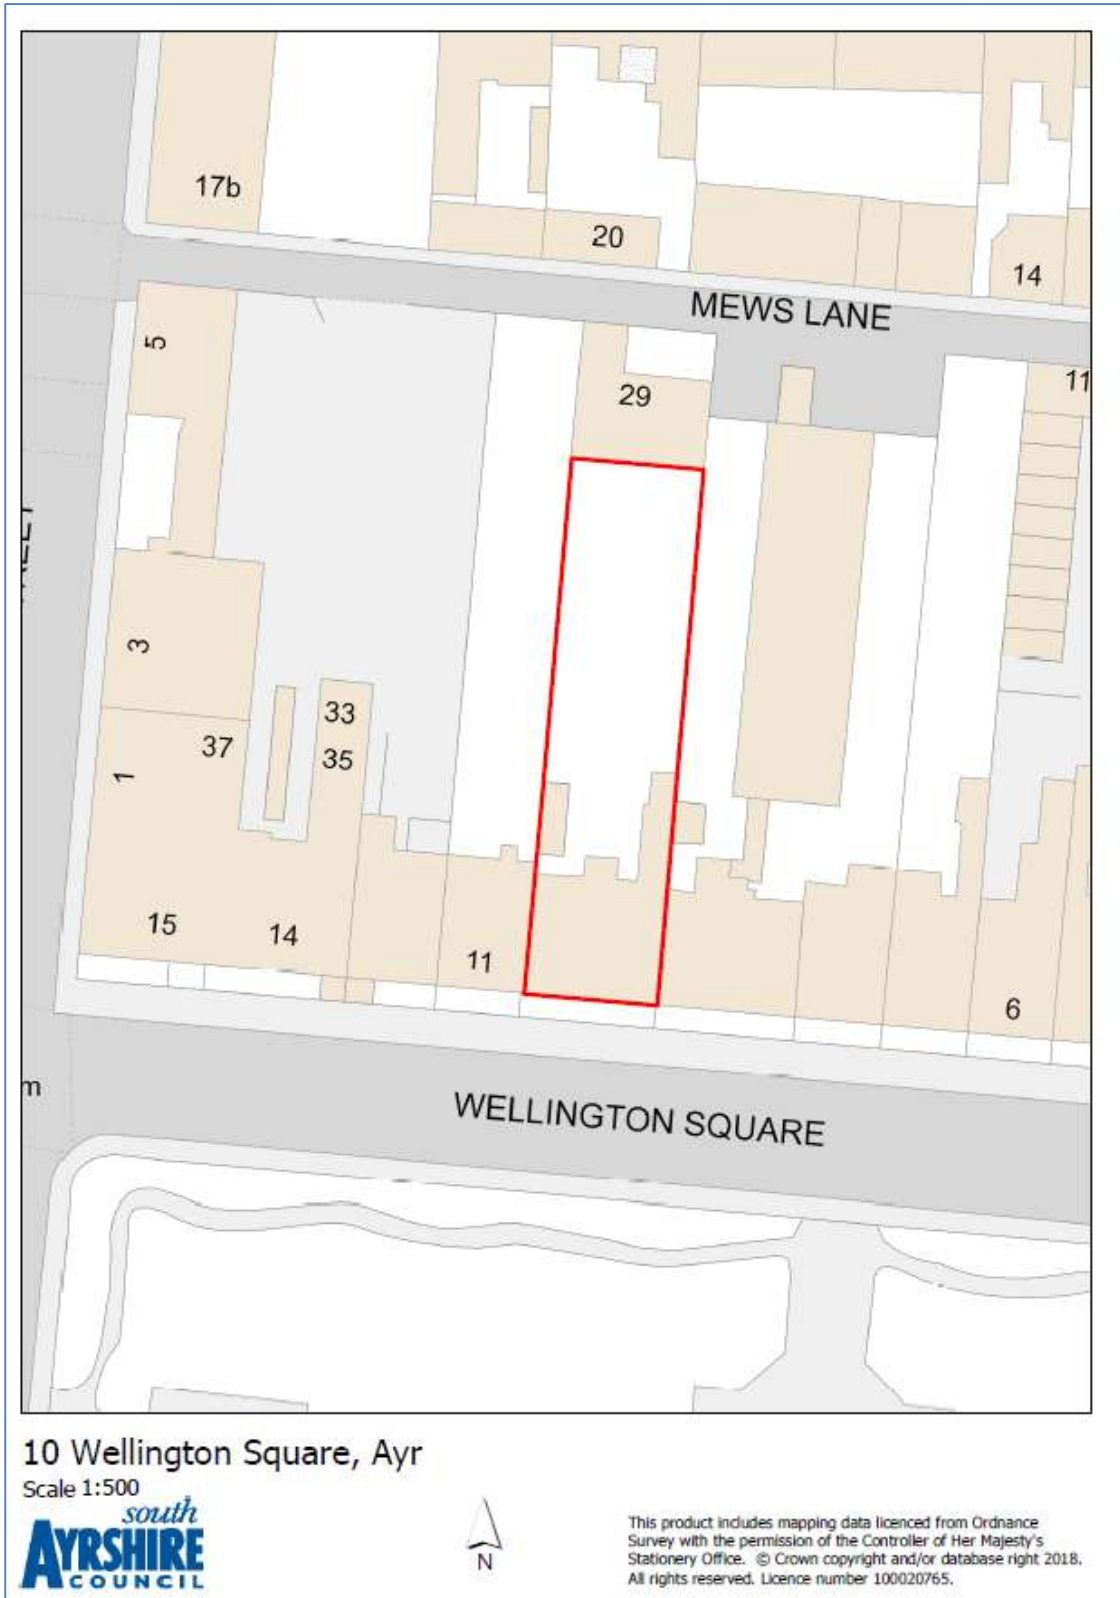 17b
20
14
MEWS LANE
5
29
11
3
33
37
35
1
15
14
11
6
m
WELLINGTON SQUARE
10 Wellington Square, Ayr
Scale 1:500
south
AYRSHIRE
COUNCIL
N
This product includes mapping data licenced from Ordnance
Survey with the permission of the Controller of Her Majesty's
Stationery Office. © Crown copyright and/or database right 2018.
All rights reserved. Licence number 100020765.